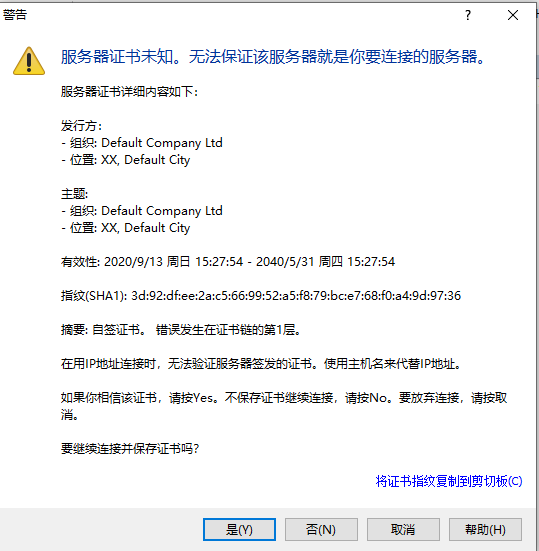 警告
?
服务器证书未知。无法保证该服务器就是你要连接的服务器。
服务器证书详细内容如下:
发行方:
- 组织: Default Company Ltd
- 位置: XX, Default City
主题:
- 组织: Default Company Ltd
- 位置: XX, Default City
有效性: 2020/9/13 周日 15:27:54 - 2040/5/31 周四 15:27:54
指纹(SHA1): 3d:92:df:ee:2a:c5:66:99:52:a5:f8:79:bc:e7:68:f0:a4:9d:97:36
摘要: 自签证书。 错误发生在证书链的第1层。
在用IP地址连接时，无法验证服务器签发的证书。使用主机名来代替IP地址。
如果你相信该证书，请按Yes。不保存证书继续连接，请按No。要放弃连接，请按取
消。
要继续连接并保存证书吗?
将证书指纹复制到剪切板(C)
是(Y)
否(N)
取消
帮助(H)